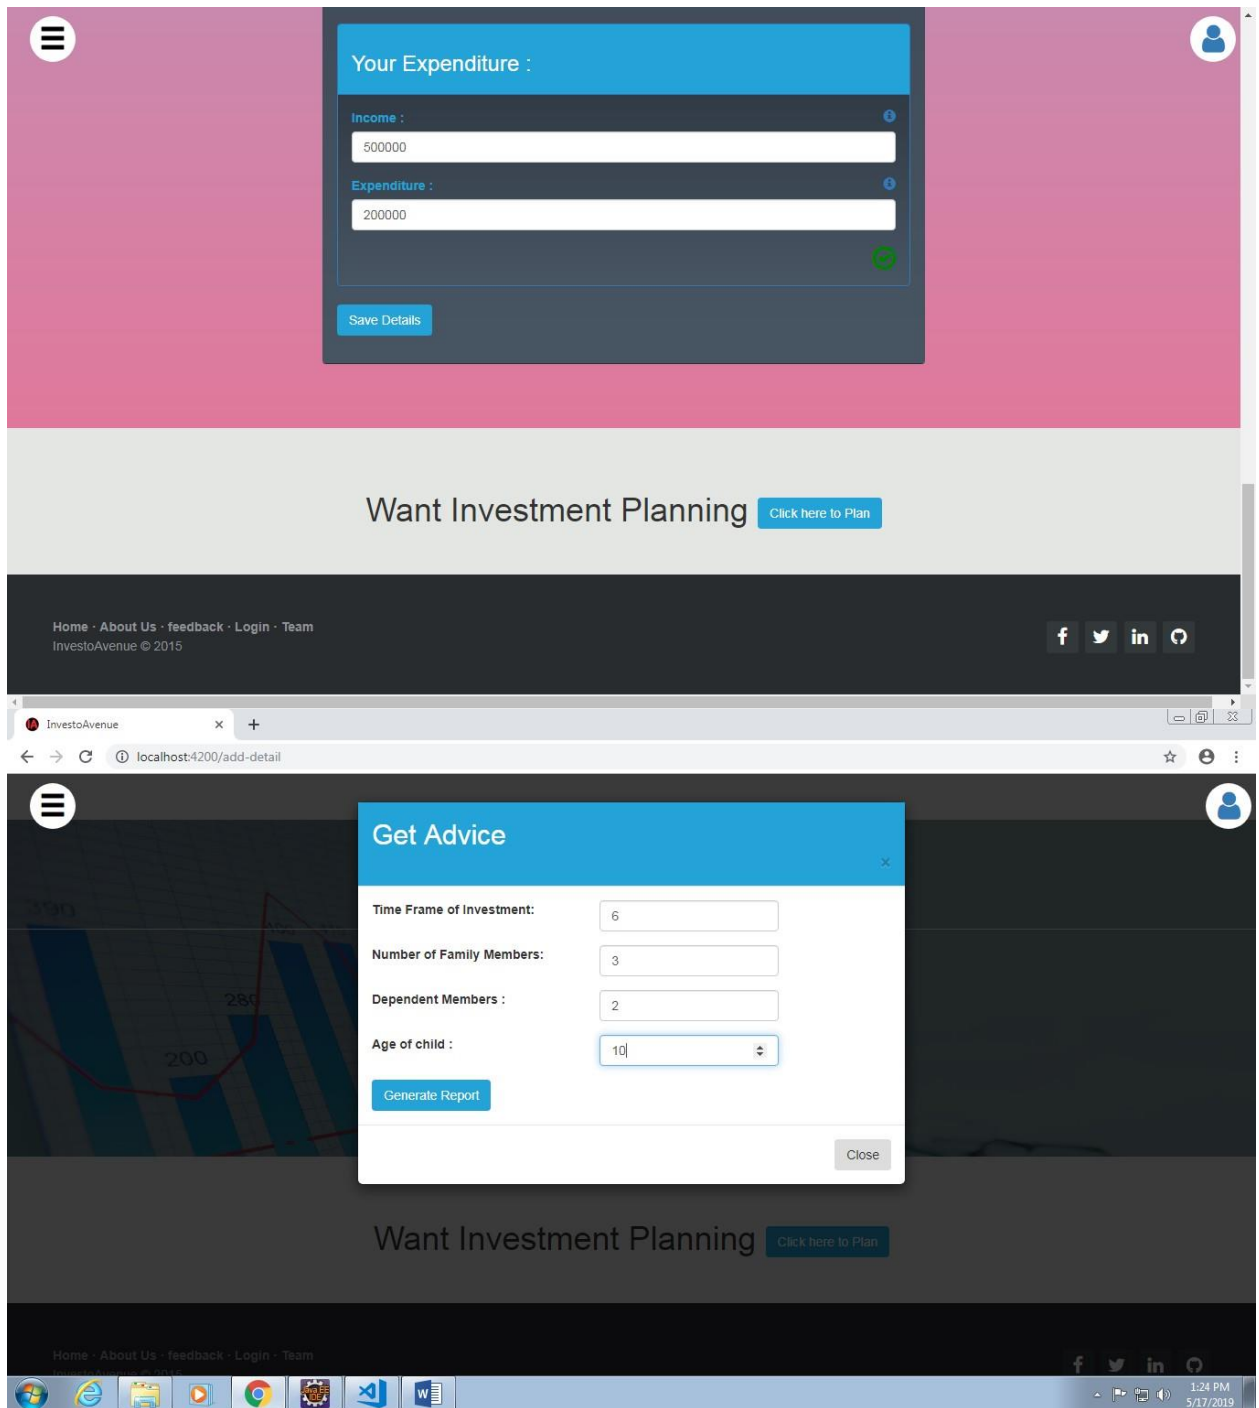 Your Expenditure :
Income :
500000
Expenditure :
200000
Save Details
Want Investment Planning Click here to Plan
Home · About Us · feedback · Login · Team
InvestoAvenue © 2015
InvestoAvenue
localhost:4200/add-detail
Get Advice
390
280
200
Time Frame of Investment: 6
Number of Family Members: 3
Dependent Members : 2
Age of child : 10
Generate Report
Close
Want Investment Planning Click here to Plan
Home · About Us · feedback · Login · Team
1:24 PM
5/17/2019